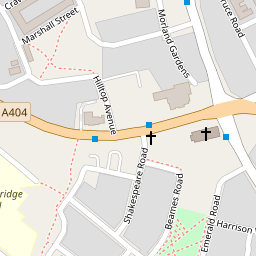 Marshall Street
Morland Gardens
Hilltop Avenue
A404
Shakespeare Road
Beames Road
Emerald Road
Harrison